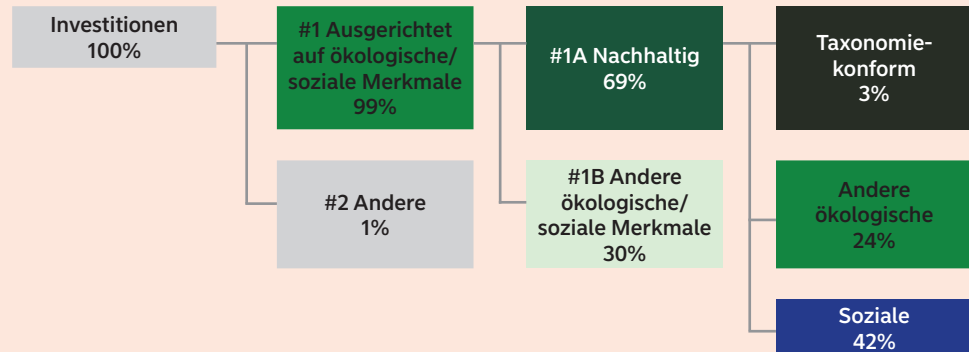 Investitionen
100%
#1 Ausgerichtet
auf ökologische/
soziale Merkmale
99%
#1A Nachhaltig
69%
Taxonomie-
konform
3%
#2 Andere
1%
#1B Andere
ökologische/
soziale Merkmale
30%
Andere
ökologische
24%
Soziale
42%